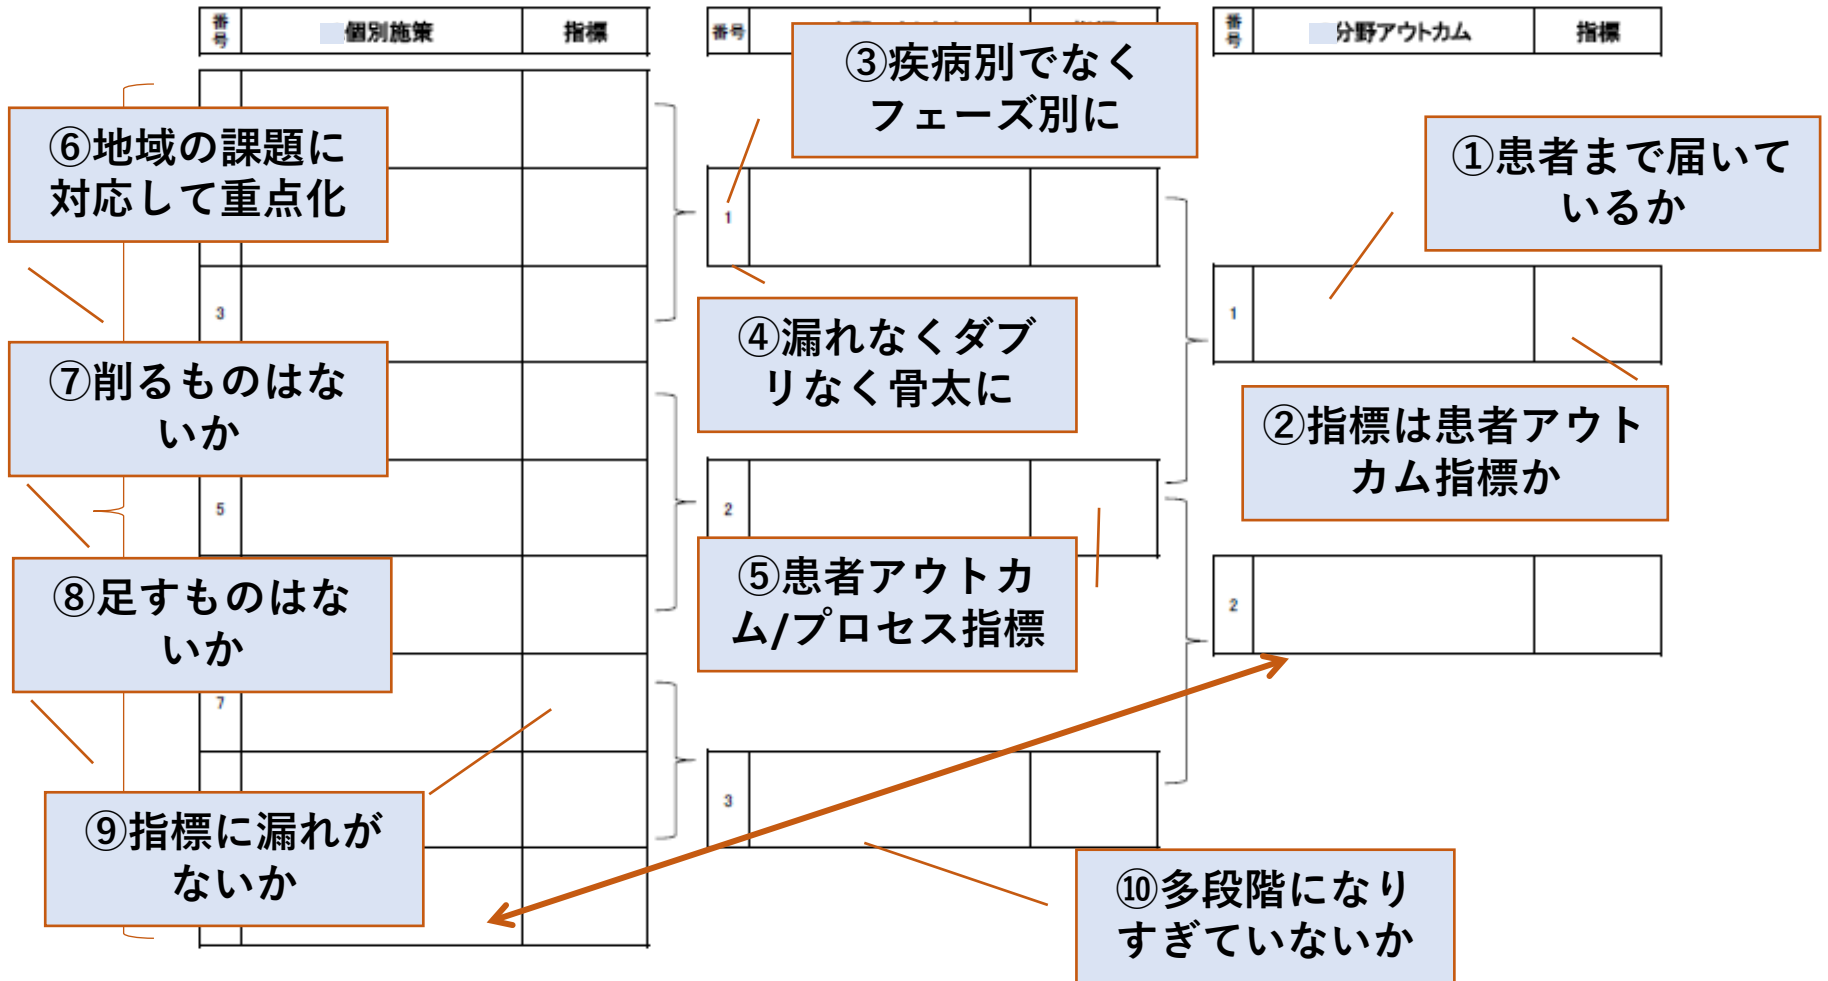 番号
個別施策
指標
番号
番号
分野アウトカム
指標
③疾病別でなく
フェーズ別に
①患者まで届いて
いるか
⑥地域の課題に
対応して重点化
1
3
④漏れなくダブ
リなく骨太に
1
⑦削るものはな
いか
②指標は患者アウト
カム指標か
5
2
⑧足すものはな
いか
⑤患者アウトカ
ム/プロセス指標
2
7
3
⑨指標に漏れが
ないか
⑩多段階になり
すぎていないか